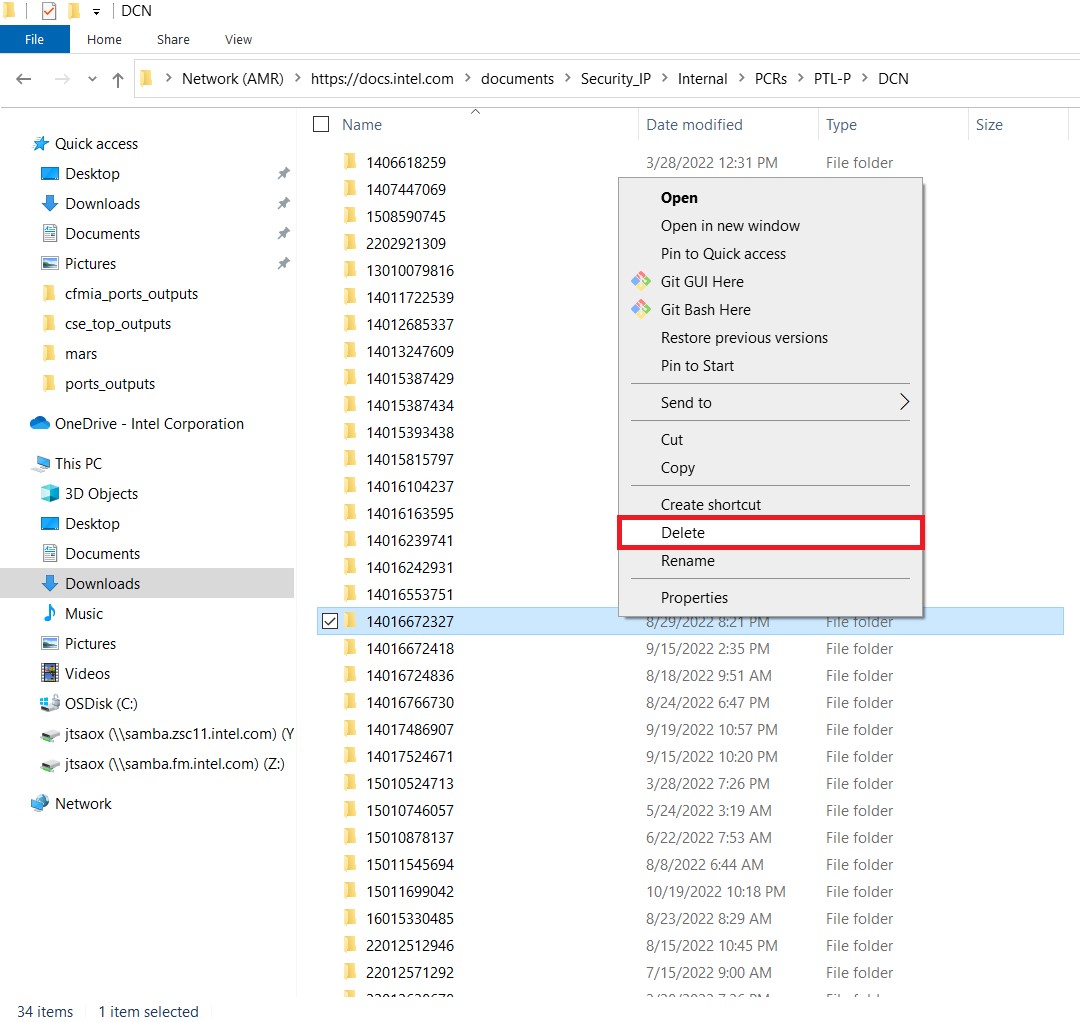 DCN
File Home Share View
Network (AMR) https://docs.intel.com documents Security_IP Internal PCRs PTL-P DCN
Quick access
Desktop
Downloads
Documents
Pictures
cfmia_ports_outputs
cse_top_outputs
mars
ports_outputs
OneDrive - Intel Corporation
This PC
3D Objects
Desktop
Documents
Downloads
Music
Pictures
Videos
OSDisk (C:)
jtsaox (\\samba.zsc11.intel.com) (Y
jtsaox (\\samba.fm.intel.com) (Z:)
Network
Name Date modified Type Size
1406618259 3/28/2022 12:31 PM File folder
1407447069
1508590745
2202921309
13010079816
14011722539
14012685337
14013247609
14015387429
14015387434
14015393438
14015815797
14016104237
14016163595
14016239741
14016242931
14016553751
14016672327 8/29/2022 8:21 PM File folder
14016672418 9/15/2022 2:35 PM File folder
14016724836 8/18/2022 9:51 AM File folder
14016766730 8/24/2022 6:47 PM File folder
14017486907 9/19/2022 10:57 PM File folder
14017524671 9/15/2022 10:20 PM File folder
15010524713 3/28/2022 7:26 PM File folder
15010746057 5/24/2022 3:19 AM File folder
15010878137 6/22/2022 7:53 AM File folder
15011545694 8/8/2022 6:44 AM File folder
15011699042 10/19/2022 10:18 PM File folder
16015330485 8/23/2022 8:29 AM File folder
22012512946 8/15/2022 10:45 PM File folder
22012571292 7/15/2022 9:00 AM File folder
Open
Open in new window
Pin to Quick access
Git GUI Here
Git Bash Here
Restore previous versions
Pin to Start
Send to
Cut
Copy
Create shortcut
Delete
Rename
Properties
34 items 1 item selected